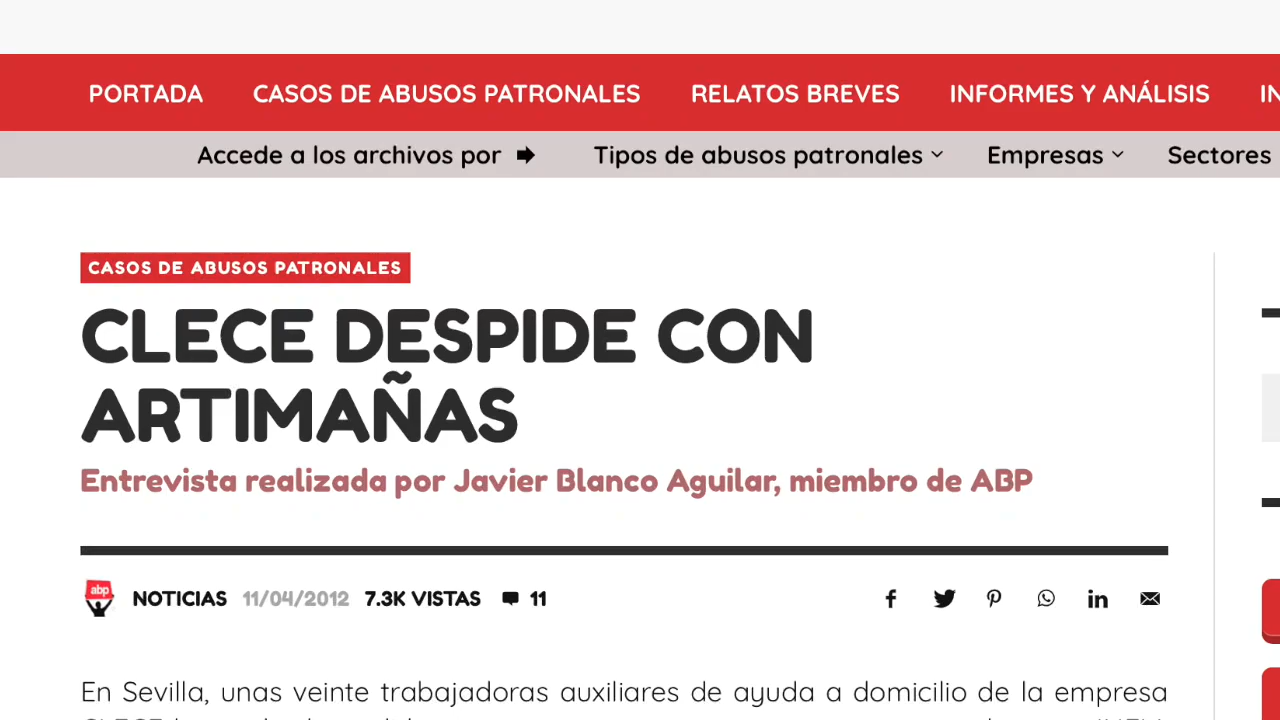 PORTADA CASOS DE ABUSOS PATRONALES RELATOS BREVES INFORMES Y ANÁLISIS IN
Accede a los archivos por Tipos de abusos patronales Empresas Sectores
CASOS DE ABUSOS PATRONALES
CLECE DESPIDE CON
ARTIMAÑAS
Entrevista realizada por Javier Blanco Aguilar, miembro de ABP
abp NOTICIAS 11/04/2012 7.3K VISTAS 11
En Sevilla, unas veinte trabajadoras auxiliares de ayuda a domicilio de la empresa